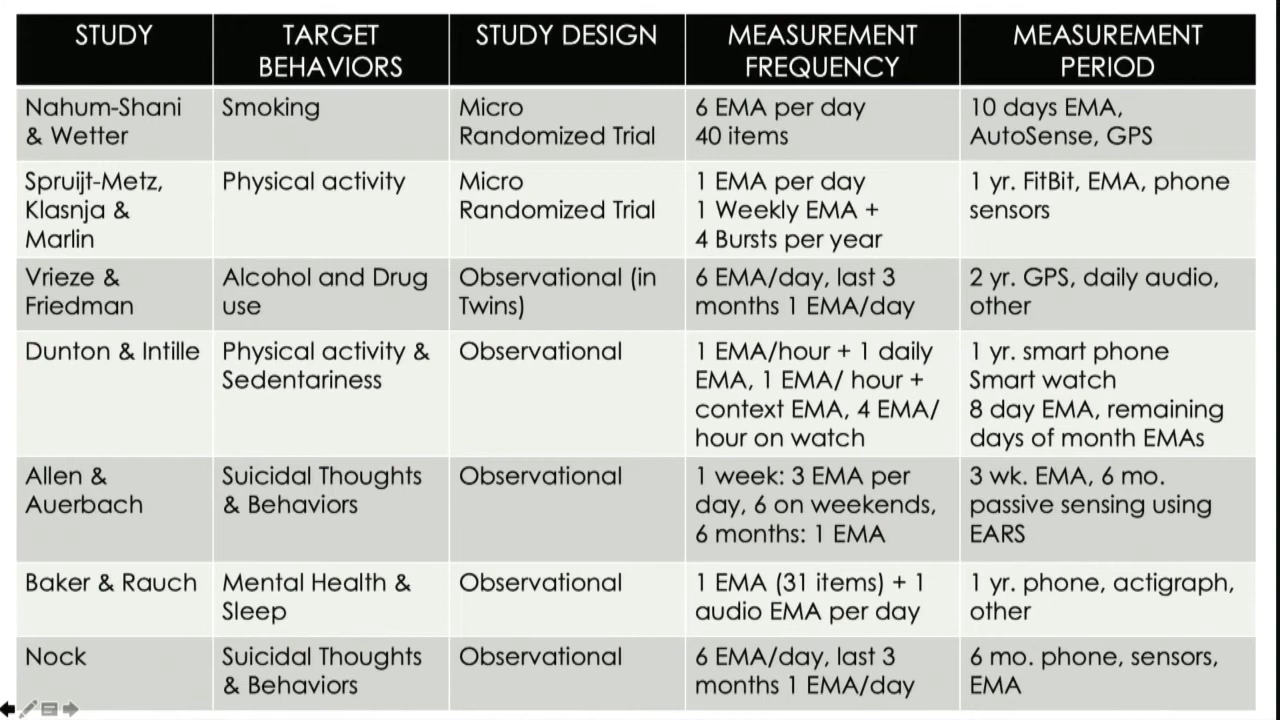 STUDY
TARGET
BEHAVIORS
STUDY DESIGN
MEASUREMENT
FREQUENCY
MEASUREMENT
PERIOD
Nahum-Shani
& Wetter
Smoking
Micro
Randomized Trial
6 EMA per day
40 items
10 days EMA,
AutoSense, GPS
Spruijt-Metz,
Klasnja &
Marlin
Physical activity
Micro
Randomized Trial
1 EMA per day
1 Weekly EMA +
4 Bursts per year
1 yr. FitBit, EMA, phone
sensors
Vrieze &
Friedman
Alcohol and Drug
use
Observational (in
Twins)
6 EMA/day, last 3
months 1 EMA/day
2 yr. GPS, daily audio,
other
Dunton & Intille
Physical activity &
Sedentariness
Observational
1 EMA/hour + 1 daily
EMA, 1 EMA/ hour +
context EMA, 4 EMA/
hour on watch
1 yr. smart phone
Smart watch
8 day EMA, remaining
days of month EMAs
Allen &
Auerbach
Suicidal Thoughts
& Behaviors
Observational
1 week: 3 EMA per
day, 6 on weekends,
6 months: 1 EMA
3 wk. EMA, 6 mo.
passive sensing using
EARS
Baker & Rauch
Mental Health &
Sleep
Observational
1 EMA (31 items) + 1
audio EMA per day
1 yr. phone, actigraph,
other
Nock
Suicidal Thoughts
& Behaviors
Observational
6 EMA/day, last 3
months 1 EMA/day
6 mo. phone, sensors,
EMA